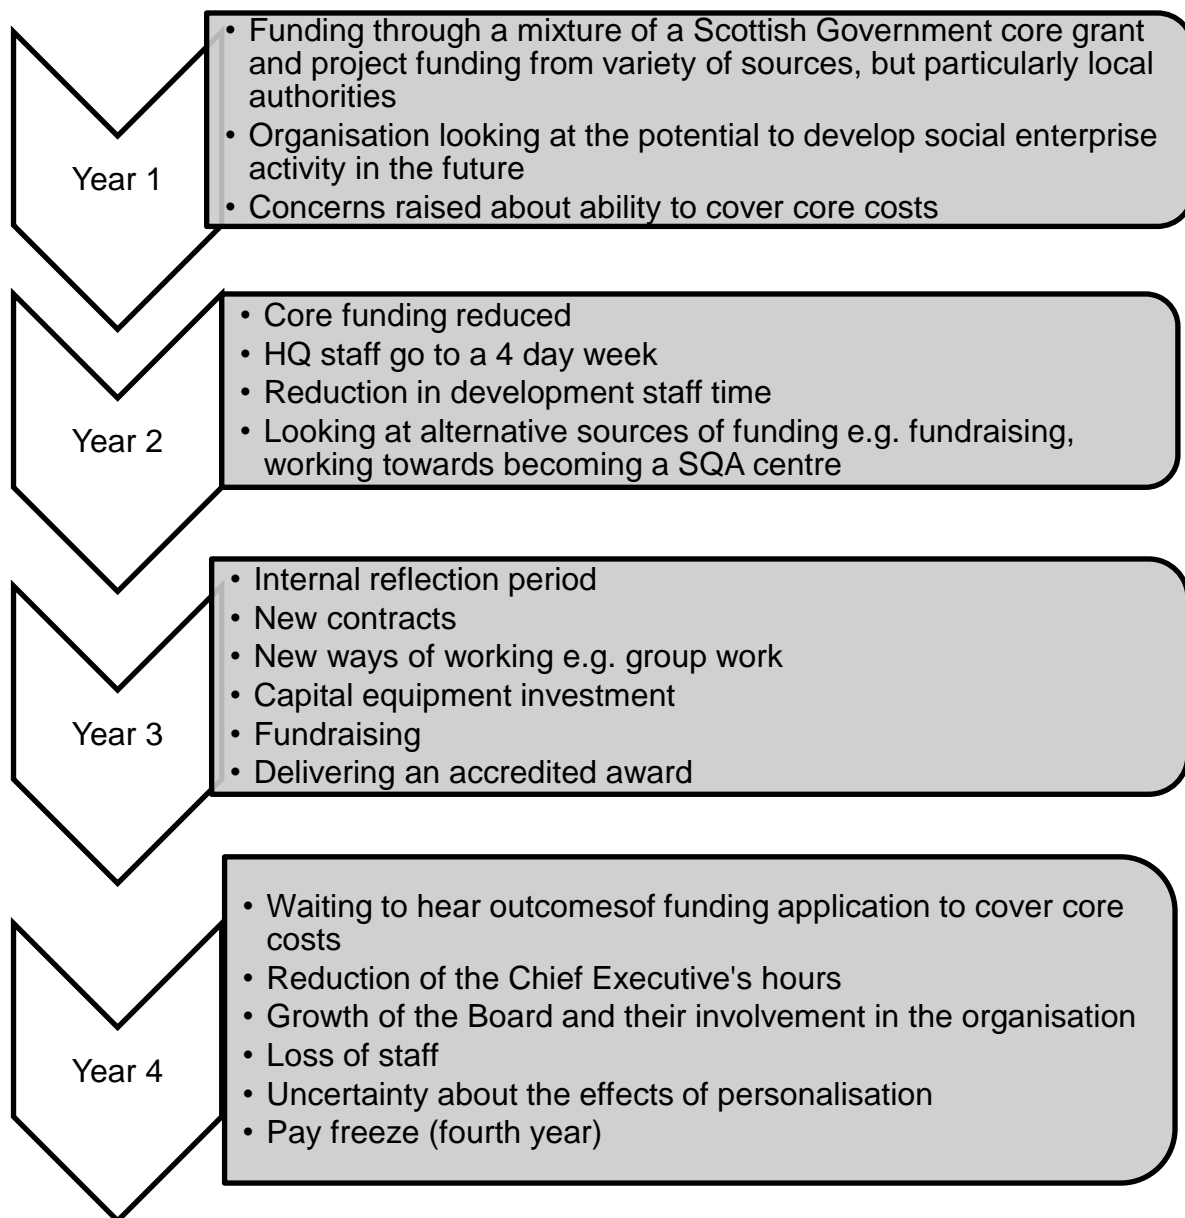 • Funding through a mixture of a Scottish Government core grant
and project funding from variety of sources, but particularly local
authorities
• Organisation looking at the potential to develop social enterprise
activity in the future
• Concerns raised about ability to cover core costs
Year 1
• Core funding reduced
• HQ staff go to a 4 day week
• Reduction in development staff time
• Looking at alternative sources of funding e.g. fundraising,
working towards becoming a SQA centre
Year 2
• Internal reflection period
• New contracts
• New ways of working e.g. group work
• Capital equipment investment
• Fundraising
• Delivering an accredited award
Year 3
• Waiting to hear outcomesof funding application to cover core
costs
• Reduction of the Chief Executive's hours
• Growth of the Board and their involvement in the organisation
• Loss of staff
• Uncertainty about the effects of personalisation
• Pay freeze (fourth year)
Year 4